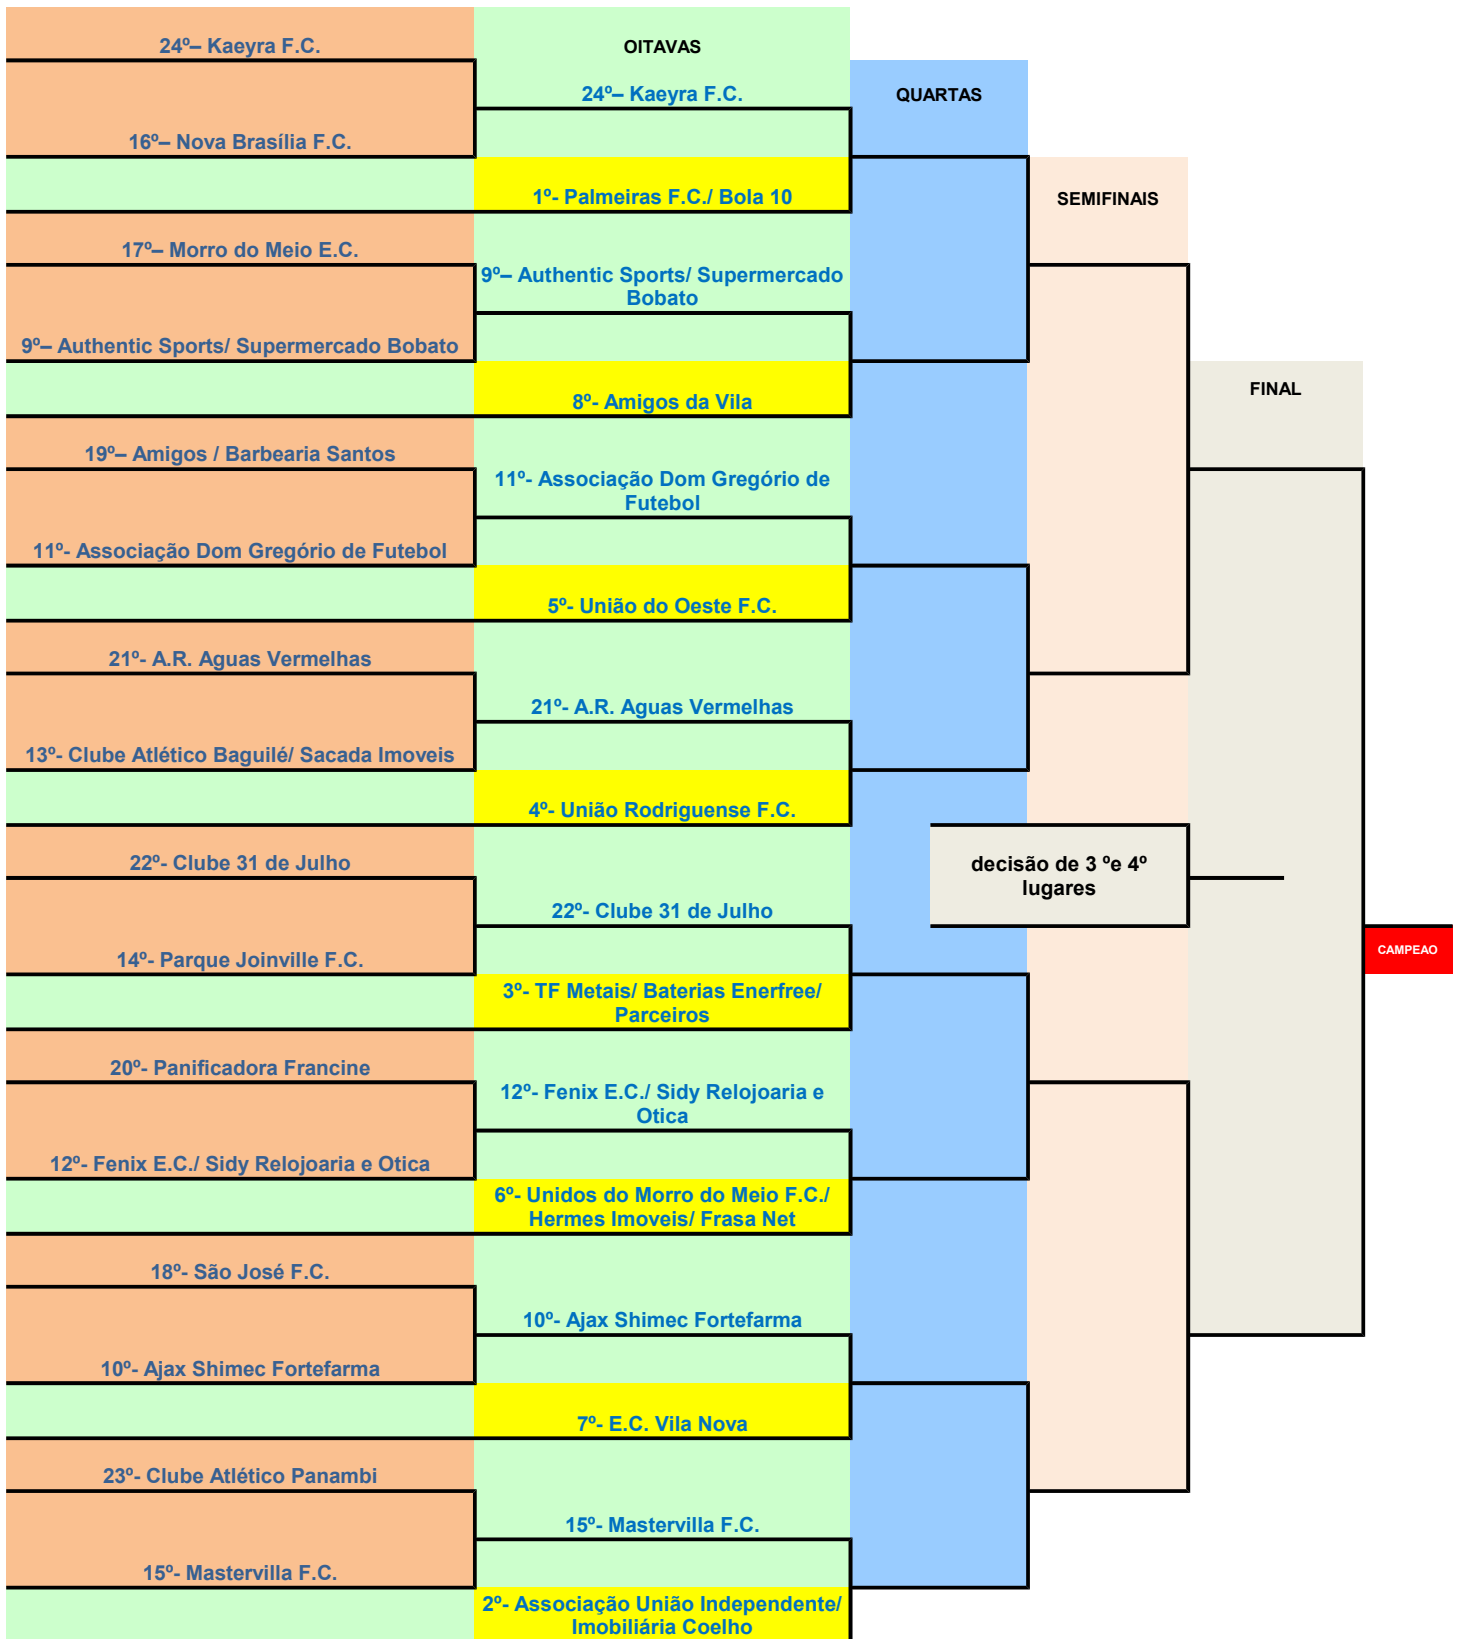 24º– Kaeyra F.C.
OITAVAS
24º– Kaeyra F.C.
QUARTAS
16º– Nova Brasília F.C.
1º- Palmeiras F.C./ Bola 10
SEMIFINAIS
17º– Morro do Meio E.C.
9º– Authentic Sports/ Supermercado
Bobato
9º– Authentic Sports/ Supermercado Bobato
8º- Amigos da Vila
FINAL
19º– Amigos / Barbearia Santos
11º- Associação Dom Gregório de
Futebol
11º- Associação Dom Gregório de Futebol
5º- União do Oeste F.C.
21º- A.R. Aguas Vermelhas
21º- A.R. Aguas Vermelhas
13º- Clube Atlético Baguilé/ Sacada Imoveis
4º- União Rodriguense F.C.
22º- Clube 31 de Julho
decisão de 3 ºe 4º
lugares
22º- Clube 31 de Julho
14º- Parque Joinville F.C.
CAMPEAO
3º- TF Metais/ Baterias Enerfree/
Parceiros
20º- Panificadora Francine
12º- Fenix E.C./ Sidy Relojoaria e
Otica
12º- Fenix E.C./ Sidy Relojoaria e Otica
6º- Unidos do Morro do Meio F.C./
Hermes Imoveis/ Frasa Net
18º- São José F.C.
10º- Ajax Shimec Fortefarma
10º- Ajax Shimec Fortefarma
7º- E.C. Vila Nova
23º- Clube Atlético Panambi
15º- Mastervilla F.C.
15º- Mastervilla F.C.
2º- Associação União Independente/
Imobiliária Coelho